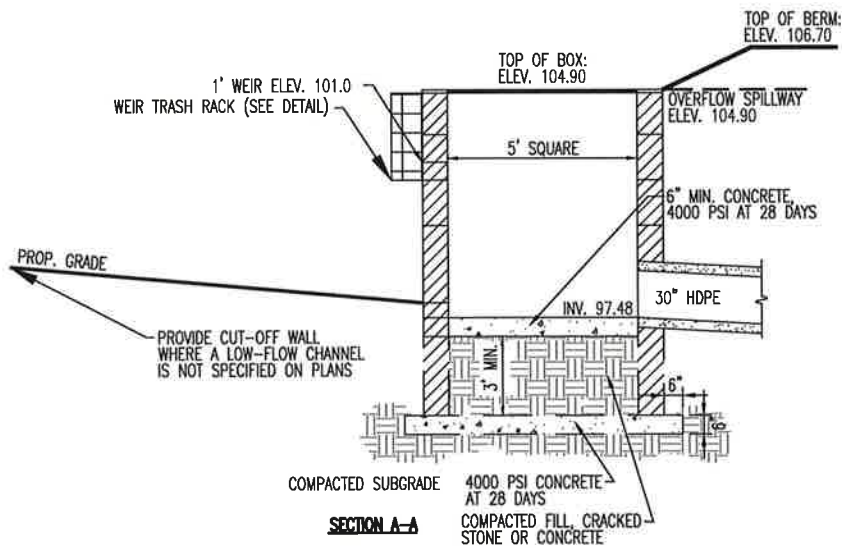 TOP OF BERM:
ELEV. 106.70
TOP OF BOX:
ELEV. 104.90
1' WEIR ELEV. 101.0
WEIR TRASH RACK (SEE DETAIL)
OVERFLOW SPILLWAY
ELEV. 104.90
5' SQUARE
6" MIN. CONCRETE,
4000 PSI AT 28 DAYS
PROP. GRADE
30" HDPE
INV. 97.48
PROVIDE CUT-OFF WALL
WHERE A LOW-FLOW CHANNEL
IS NOT SPECIFIED ON PLANS
3' MIN.
6"
COMPACTED SUBGRADE
4000 PSI CONCRETE
AT 28 DAYS
SECTION A-A
COMPACTED FILL, CRACKED
STONE OR CONCRETE